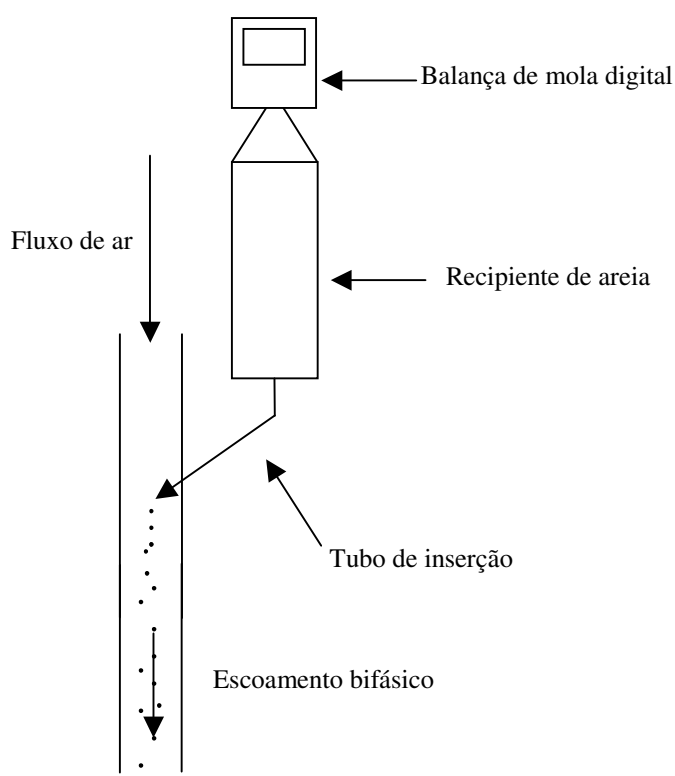 Balança de mola digital
Fluxo de ar
Recipiente de areia
Tubo de inserção
Escoamento bifásico